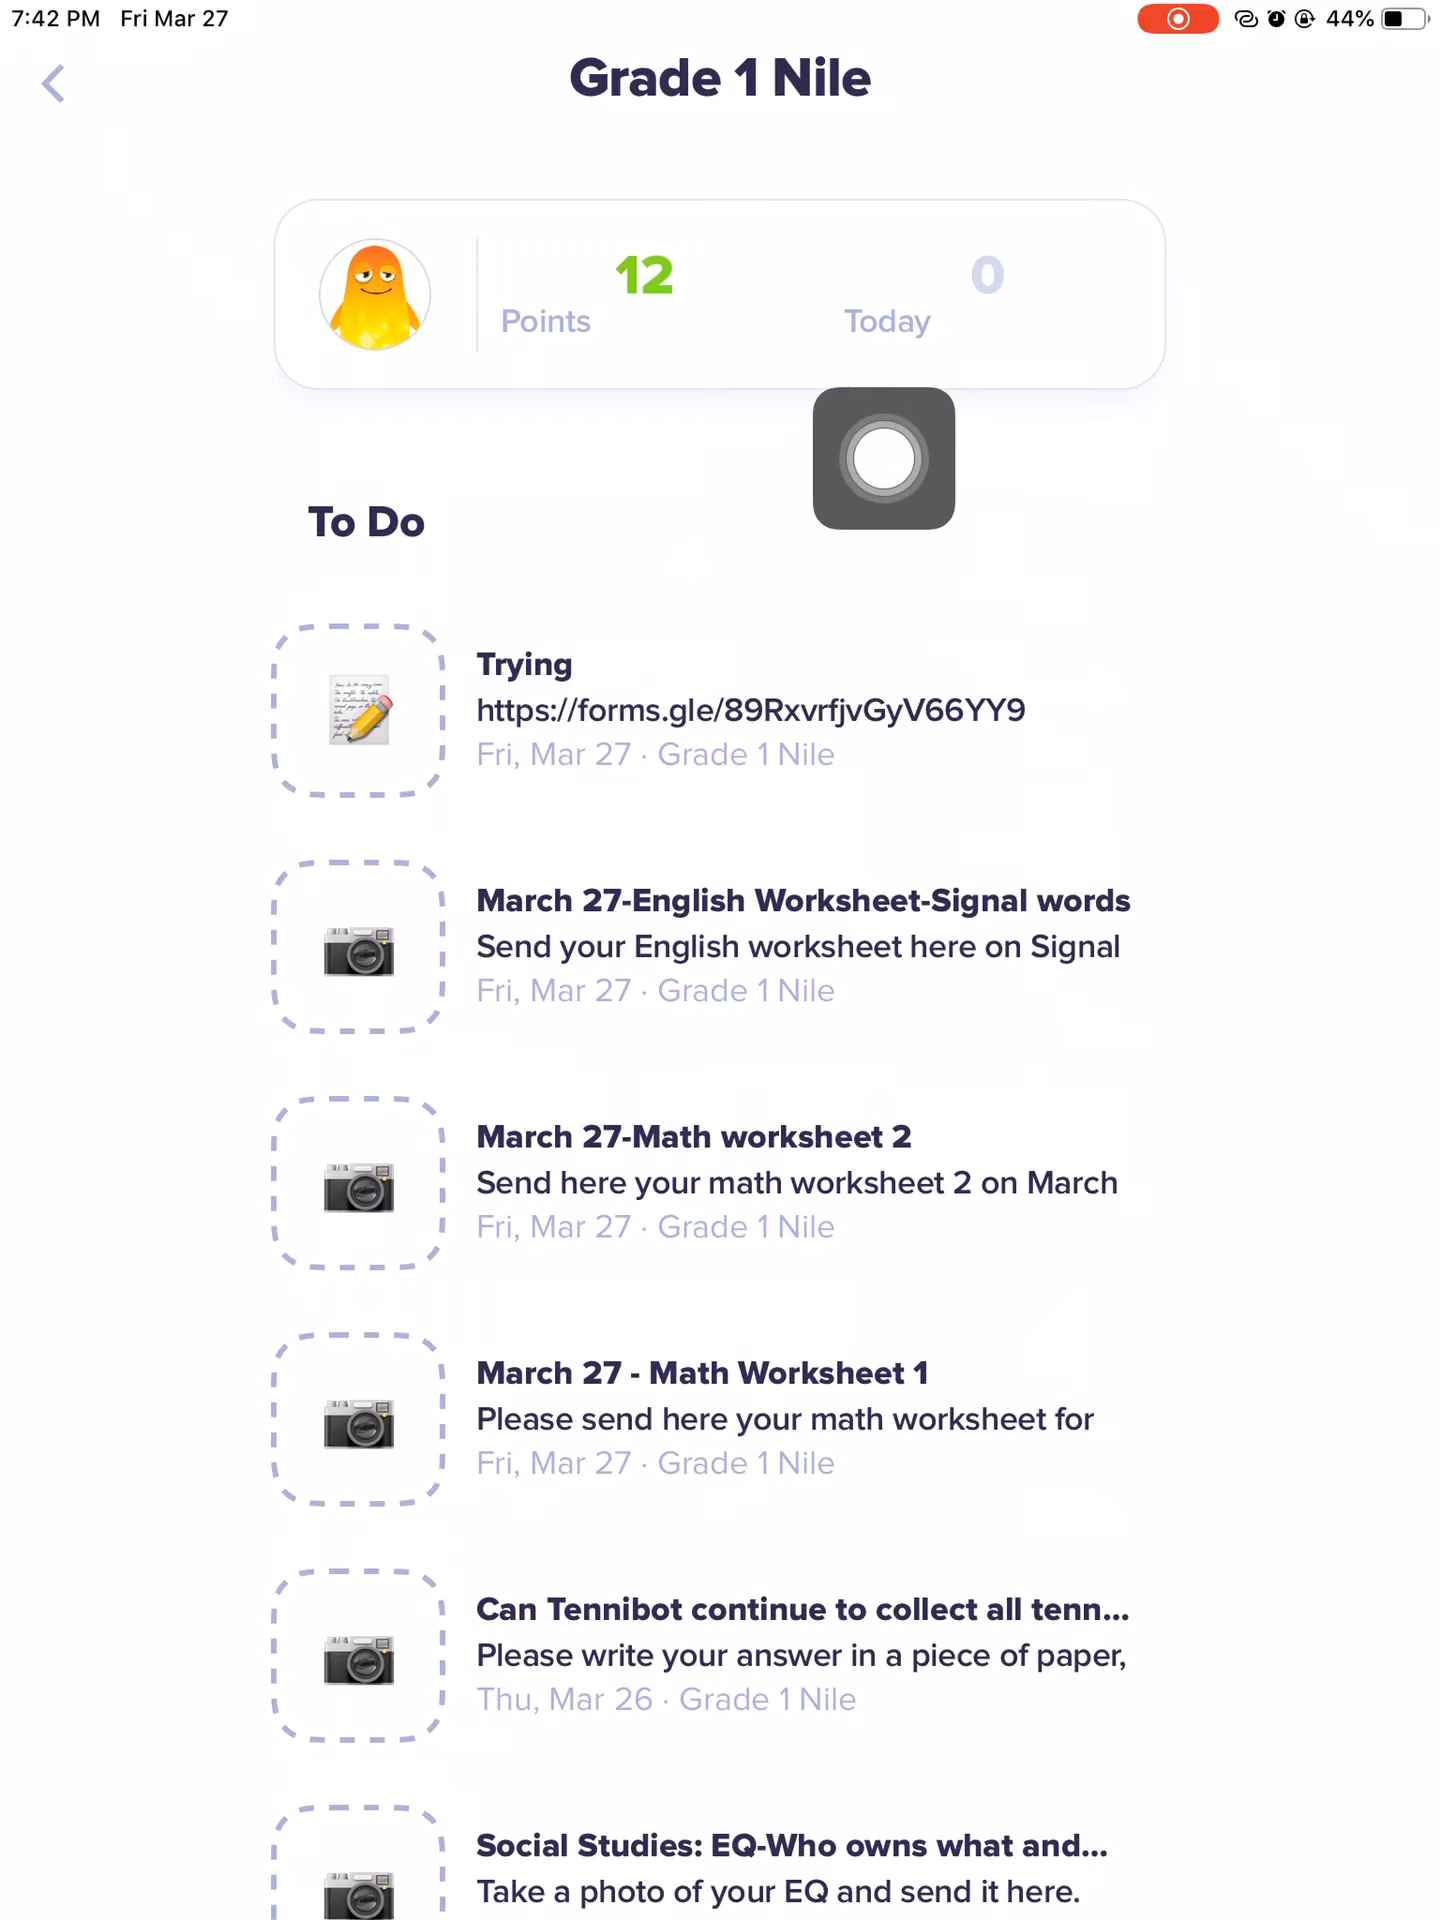 7:42 PM Fri Mar 27
44%
Grade 1 Nile
12
0
Points
Today
To Do
Trying
https://forms.gle/89RxvrfjvGyV66YY9
Fri, Mar 27 · Grade 1 Nile
March 27-English Worksheet-Signal words
Send your English worksheet here on Signal
Fri, Mar 27 · Grade 1 Nile
March 27-Math worksheet 2
Send here your math worksheet 2 on March
Fri, Mar 27 · Grade 1 Nile
March 27 - Math Worksheet 1
Please send here your math worksheet for
Fri, Mar 27 · Grade 1 Nile
Can Tennibot continue to collect all tenn...
Please write your answer in a piece of paper,
Thu, Mar 26 · Grade 1 Nile
Social Studies: EQ-Who owns what and...
Take a photo of your EQ and send it here.